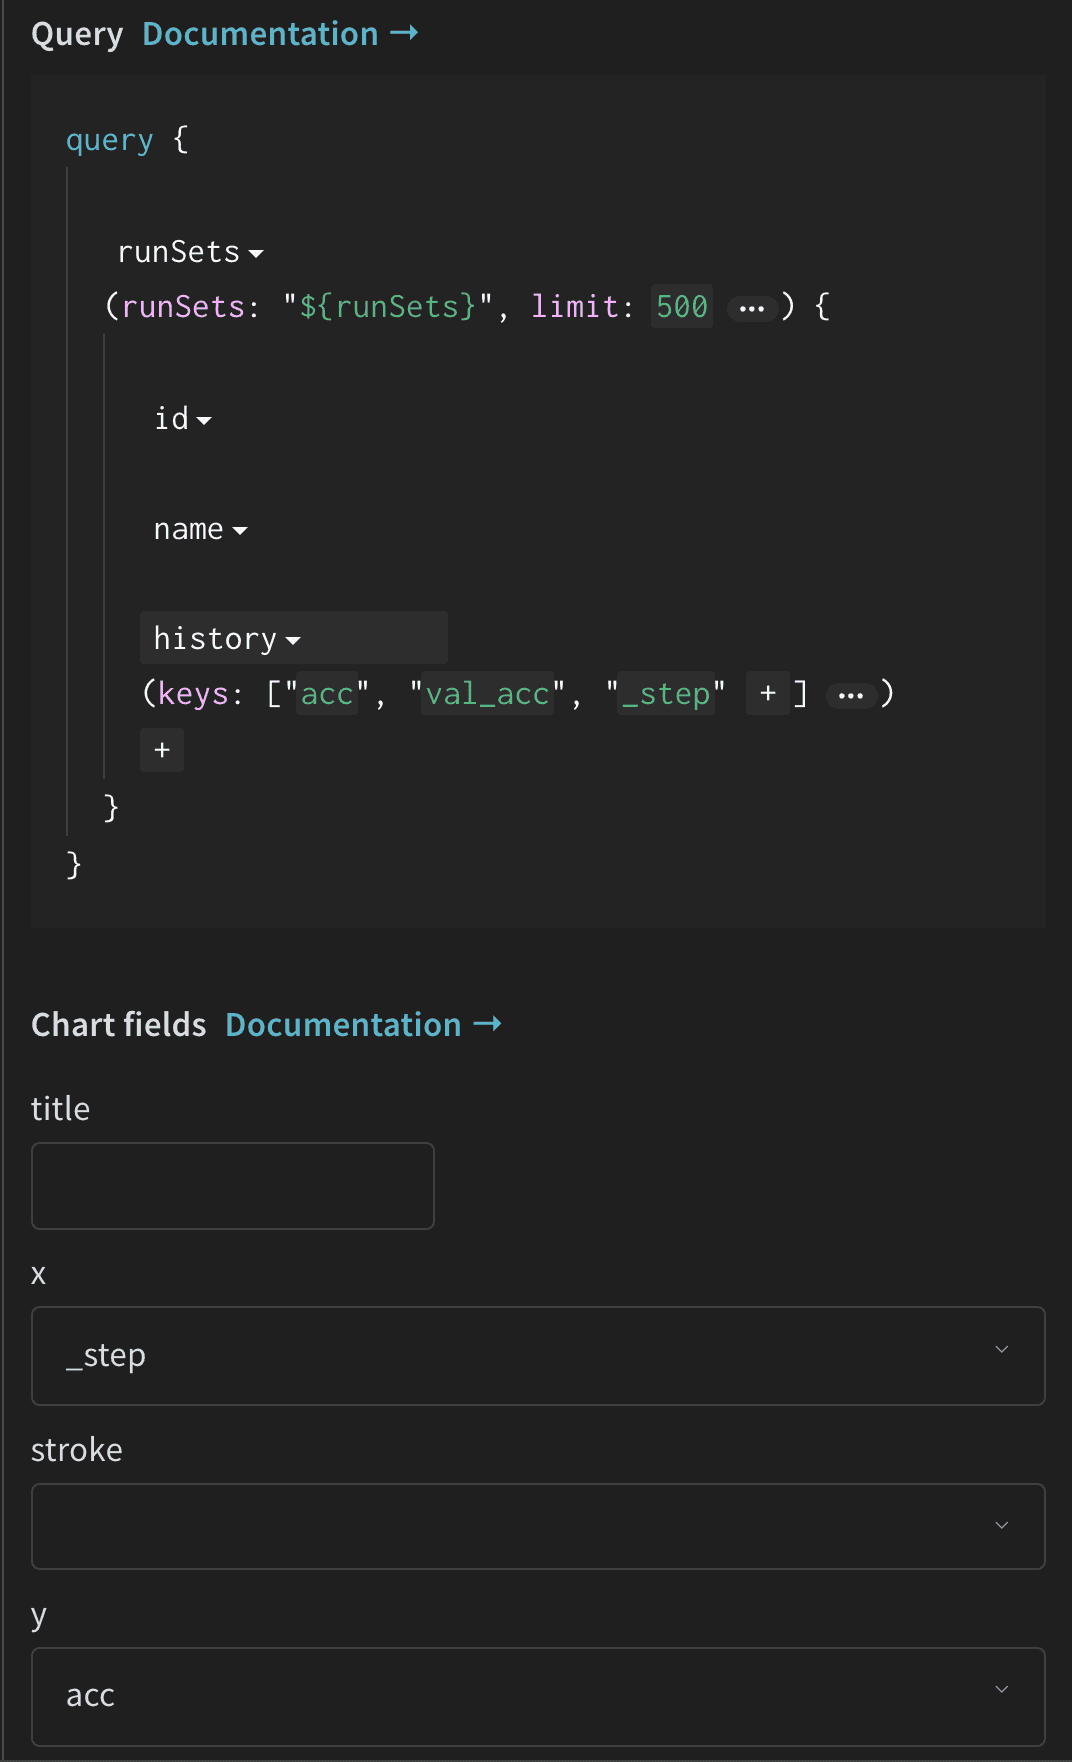 Query Documentation →
query {
runSets
(runSets: "${runSets}", limit: 500 ...) {
id
name
history
(keys: ["acc", "val_acc", "_step" +] ...)
+
}
}
Chart fields Documentation →
title
x
_step
stroke
y
acc